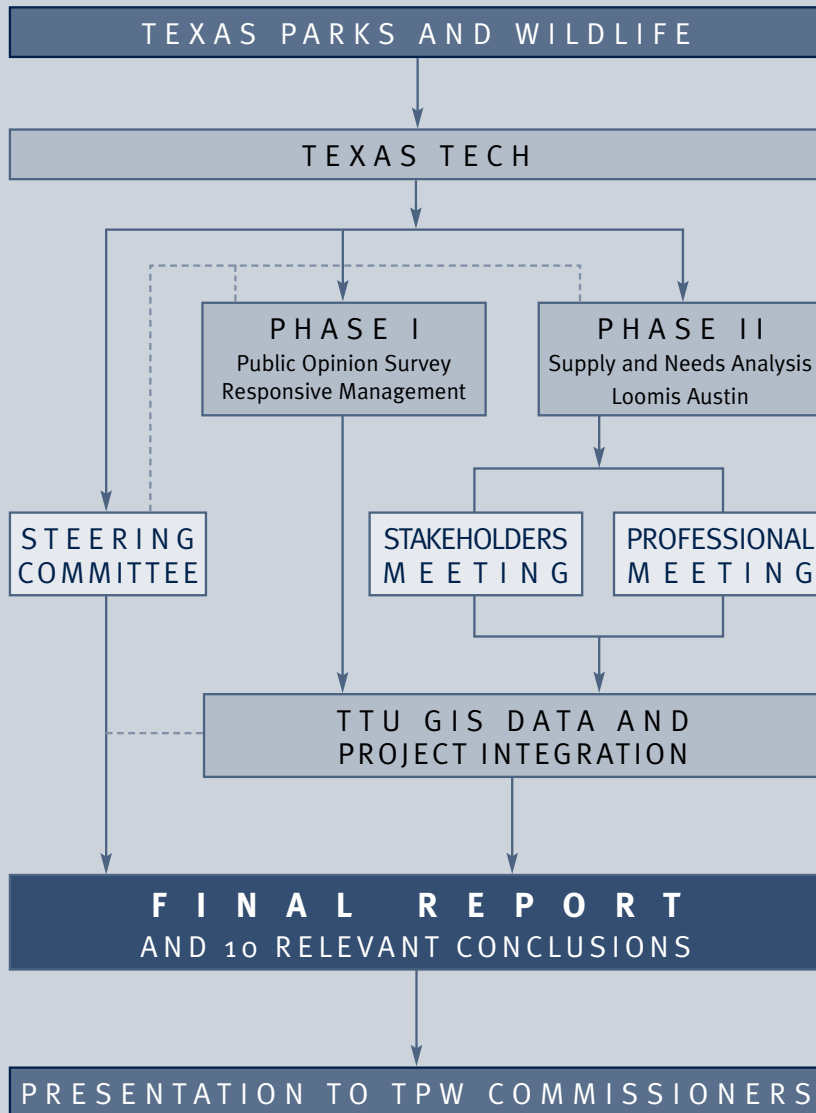 TEXAS PARKS AND WILDLIFE
TEXAS TECH
PHASE I
Public Opinion Survey
Responsive Management
PHASE II
Supply and Needs Analysis
Loomis Austin
STEERING
COMMITTEE
STAKEHOLDERS
MEETING
PROFESSIONAL
MEETING
TTU GIS DATA AND
PROJECT INTEGRATION
FINAL REPORT
AND 10 RELEVANT CONCLUSIONS
PRESENTATION TO TPW COMMISSIONERS